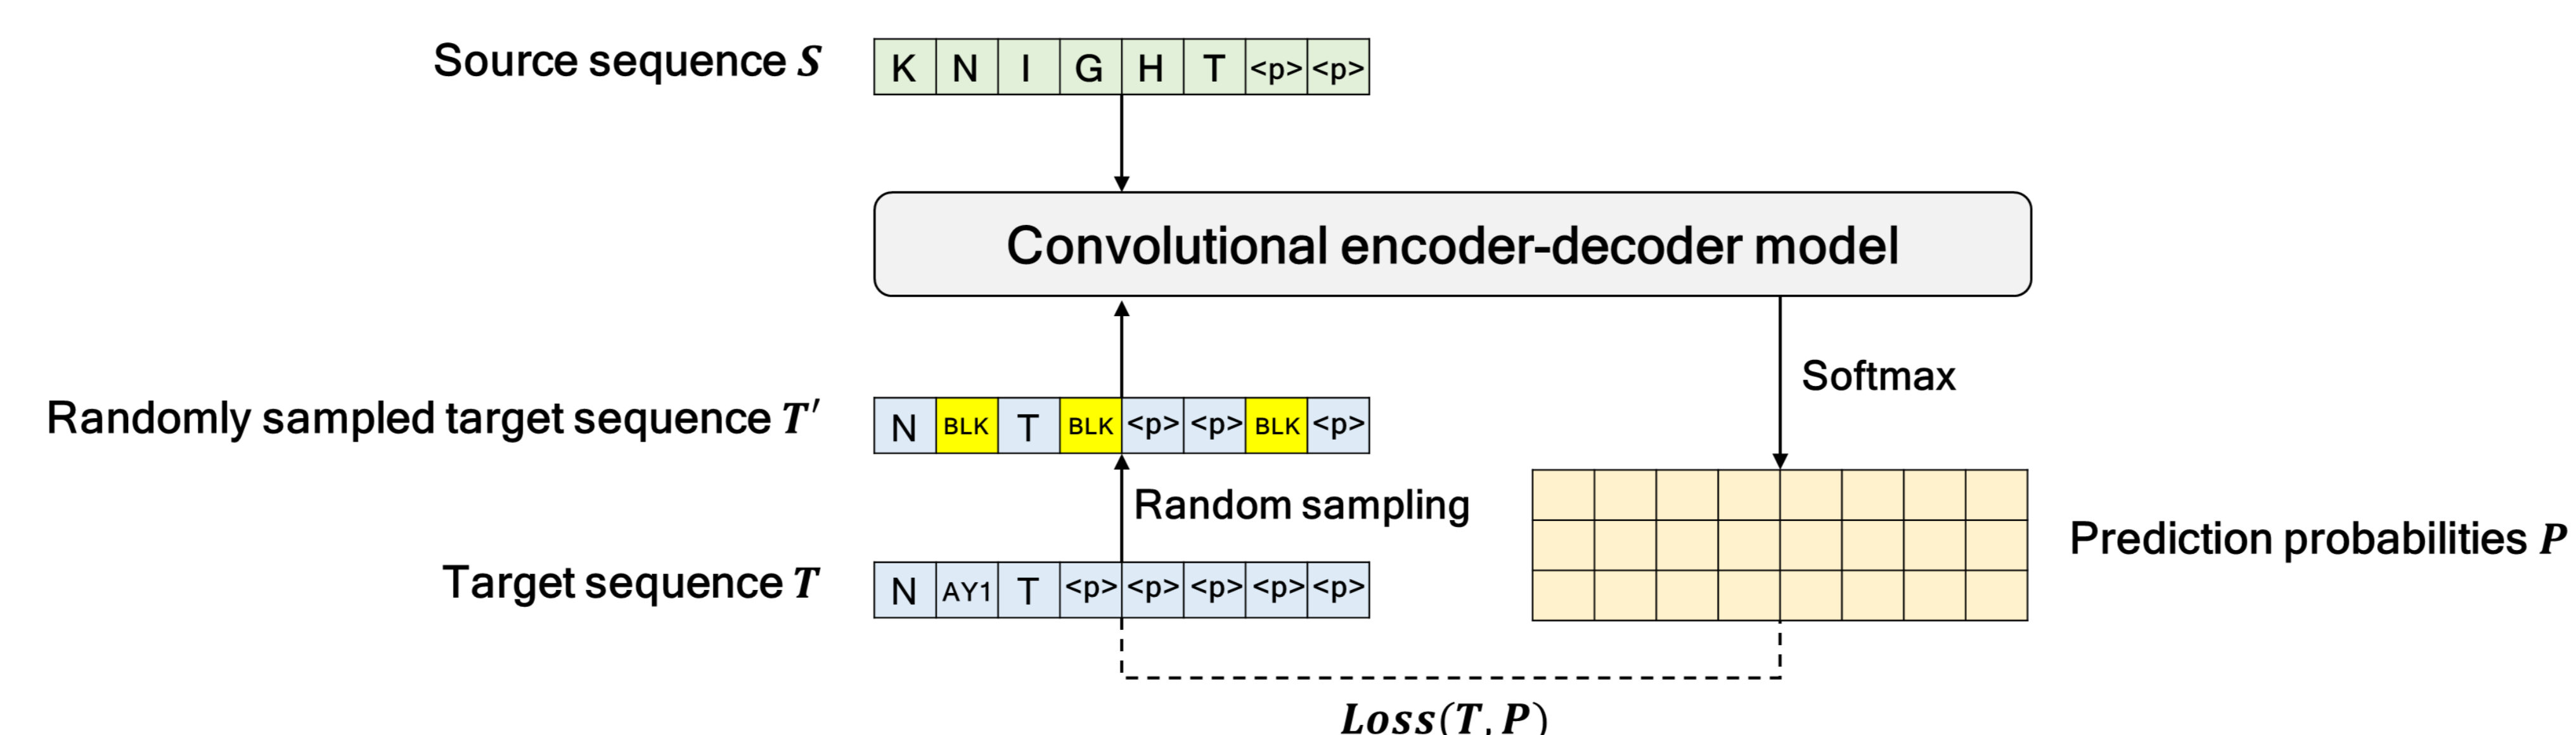 Source sequence S
K N I G H T <p> <p>
Convolutional encoder-decoder model
Softmax
Randomly sampled target sequence T′
N BLK T BLK <p> <p> BLK <p>
Random sampling
Prediction probabilities P
Target sequence T
N AY1 T <p> <p> <p> <p> <p>
Loss(T, P)